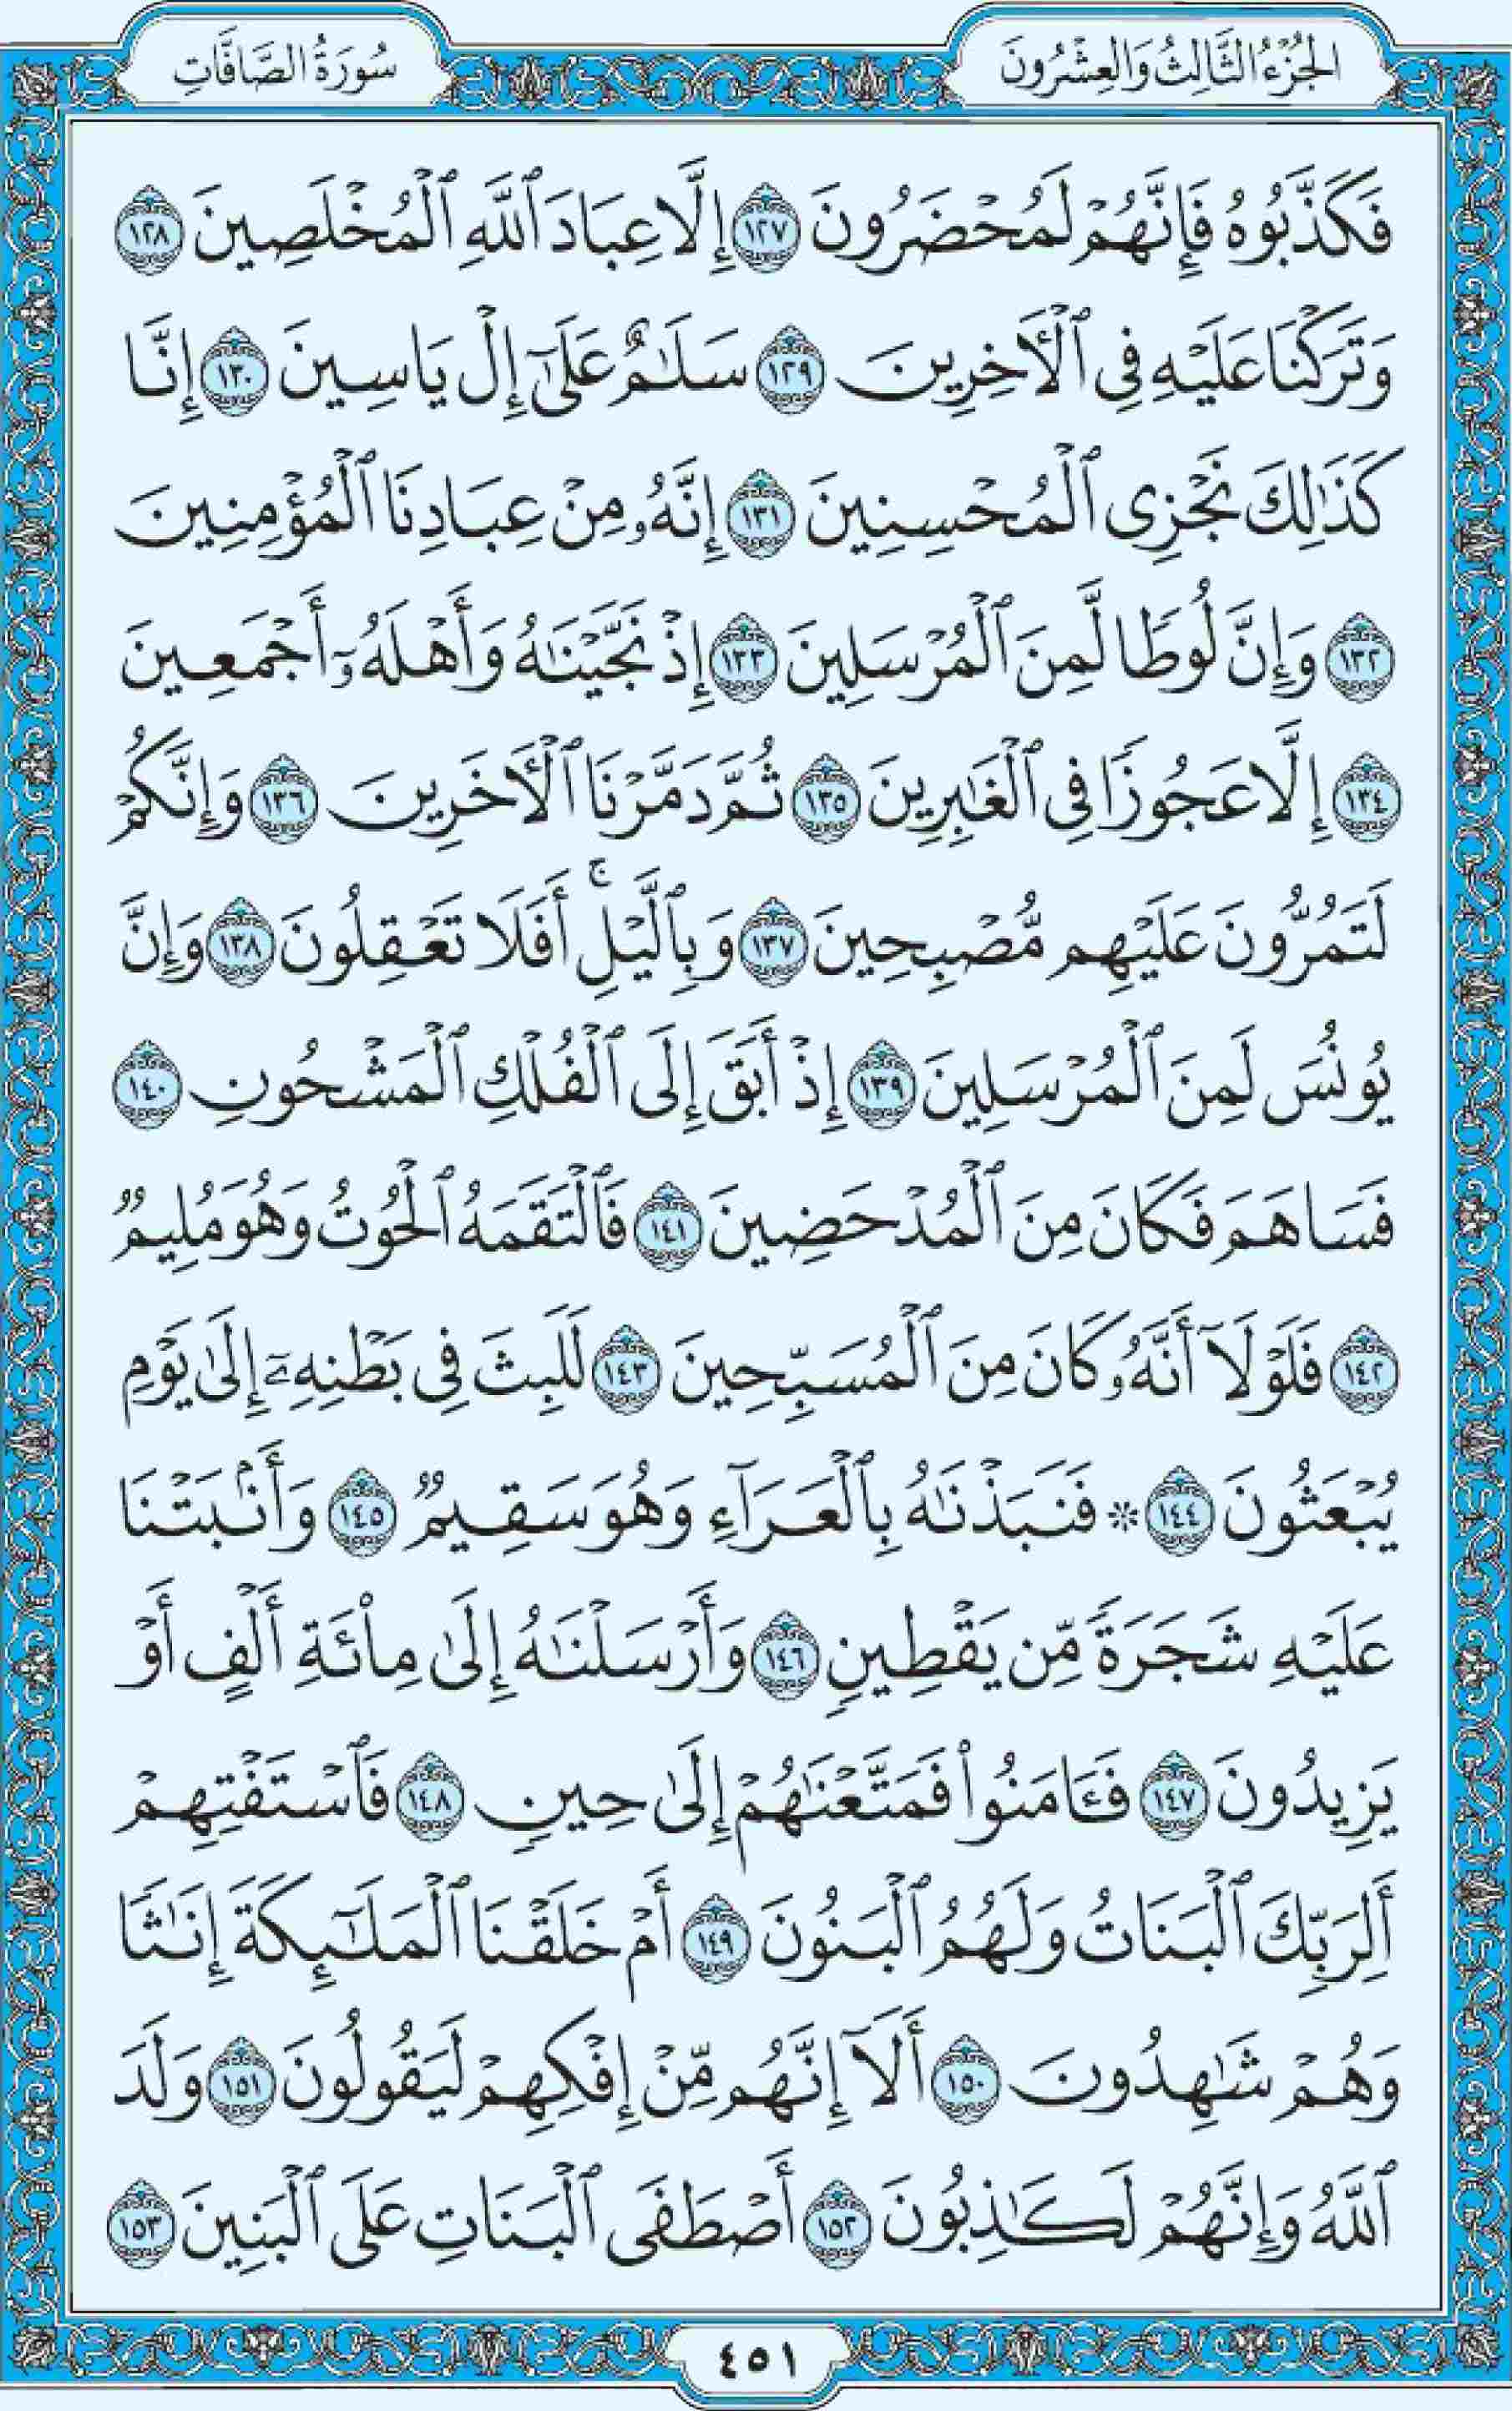 الجُزْءُ الثَّالِثُ وَالعِشْرُونَ
سُورَةُ الصَّافَّاتِ
فَكَذَّبُوهُ فَإِنَّهُمْ لَمُحْضَرُونَ ١٢٧ إِلَّا عِبَادَ ٱللَّهِ ٱلْمُخْلَصِينَ ١٢٨
وَتَرَكْنَا عَلَيْهِ فِى ٱلْأَخِرِينَ ١٢٩ سَلَٰمٌ عَلَىٰٓ إِلْ يَاسِينَ ١٣٠ إِنَّا
كَذَٰلِكَ نَجْزِى ٱلْمُحْسِنِينَ ١٣١ إِنَّهُۥ مِنْ عِبَادِنَا ٱلْمُؤْمِنِينَ
١٣٢ وَإِنَّ لُوطًا لَّمِنَ ٱلْمُرْسَلِينَ ١٣٣ إِذْ نَجَّيْنَٰهُ وَأَهْلَهُۥٓ أَجْمَعِينَ
١٣٤ إِلَّا عَجُوزًا فِى ٱلْغَٰبِرِينَ ١٣٥ ثُمَّ دَمَّرْنَا ٱلْأَخَرِينَ ١٣٦ وَإِنَّكُمْ
لَتَمُرُّونَ عَلَيْهِم مُّصْبِحِينَ ١٣٧ وَبِٱلَّيْلِ ۚ أَفَلَا تَعْقِلُونَ ١٣٨ وَإِنَّ
يُونُسَ لَمِنَ ٱلْمُرْسَلِينَ ١٣٩ إِذْ أَبَقَ إِلَى ٱلْفُلْكِ ٱلْمَشْحُونِ ١٤٠
فَسَاهَمَ فَكَانَ مِنَ ٱلْمُدْحَضِينَ ١٤١ فَٱلْتَقَمَهُ ٱلْحُوتُ وَهُوَ مُلِيمٌ
١٤٢ فَلَوْلَآ أَنَّهُۥ كَانَ مِنَ ٱلْمُسَبِّحِينَ ١٤٣ لَلَبِثَ فِى بَطْنِهِۦٓ إِلَىٰ يَوْمِ
يُبْعَثُونَ ١٤٤ * فَنَبَذْنَٰهُ بِٱلْعَرَآءِ وَهُوَ سَقِيمٌ ١٤٥ وَأَنۢبَتْنَا
عَلَيْهِ شَجَرَةً مِّن يَقْطِينٍ ١٤٦ وَأَرْسَلْنَٰهُ إِلَىٰ مِا۟ئَةِ أَلْفٍ أَوْ
يَزِيدُونَ ١٤٧ فَـَٔامَنُوا۟ فَمَتَّعْنَٰهُمْ إِلَىٰ حِينٍ ١٤٨ فَٱسْتَفْتِهِمْ
أَلِرَبِّكَ ٱلْبَنَاتُ وَلَهُمُ ٱلْبَنُونَ ١٤٩ أَمْ خَلَقْنَا ٱلْمَلَٰٓئِكَةَ إِنَٰثًا
وَهُمْ شَٰهِدُونَ ١٥٠ أَلَآ إِنَّهُم مِّنْ إِفْكِهِمْ لَيَقُولُونَ ١٥١ وَلَدَ
ٱللَّهُ وَإِنَّهُمْ لَكَٰذِبُونَ ١٥٢ أَصْطَفَى ٱلْبَنَاتِ عَلَى ٱلْبَنِينَ ١٥٣
٤٥١